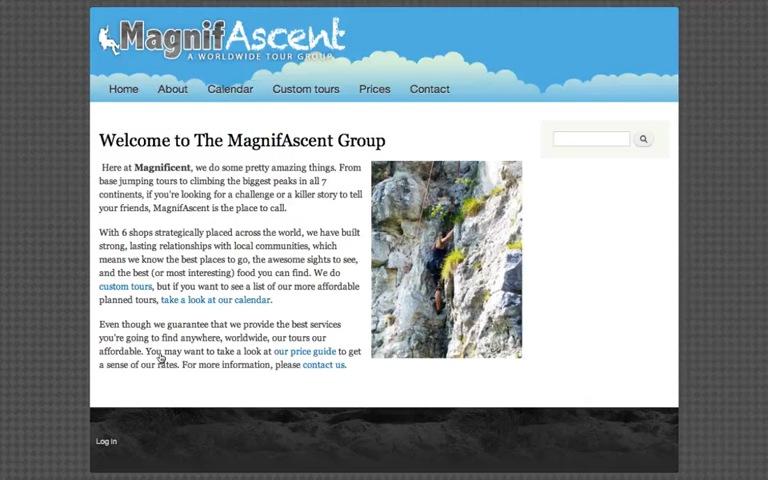 MagnifAscent
A WORLDWIDE TOUR GROUP
Home About Calendar Custom tours Prices Contact
Welcome to The MagnifAscent Group
Here at Magnificent, we do some pretty amazing things. From
base jumping tours to climbing the biggest peaks in all 7
continents, if you're looking for a challenge or a killer story to tell
your friends, MagnifAscent is the place to call.
With 6 shops strategically placed across the world, we have built
strong, lasting relationships with local communities, which
means we know the best places to go, the awesome sights to see,
and the best (or most interesting) food you can find. We do
custom tours, but if you want to see a list of our more affordable
planned tours, take a look at our calendar.
Even though we guarantee that we provide the best services
you're going to find anywhere, worldwide, our tours our
affordable. You may want to take a look at our price guide to get
a sense of our rates. For more information, please contact us.
Log in